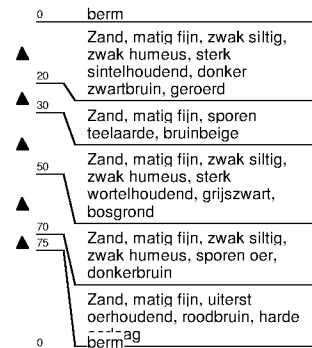 0 berm
Zand, matig fijn, zwak siltig,
zwak humeus, sterk
sintelhoudend, donker
20
zwartbruin, geroerd
30
Zand, matig fijn, sporen
teelaarde, bruinbeige
Zand, matig fijn, zwak siltig,
50
zwak humeus, sterk
wortelhoudend, grijszwart,
bosgrond
70
Zand, matig fijn, zwak siltig,
75
zwak humeus, sporen oer,
donkerbruin
Zand, matig fijn, uiterst
oerhoudend, roodbruin, harde
0 berm